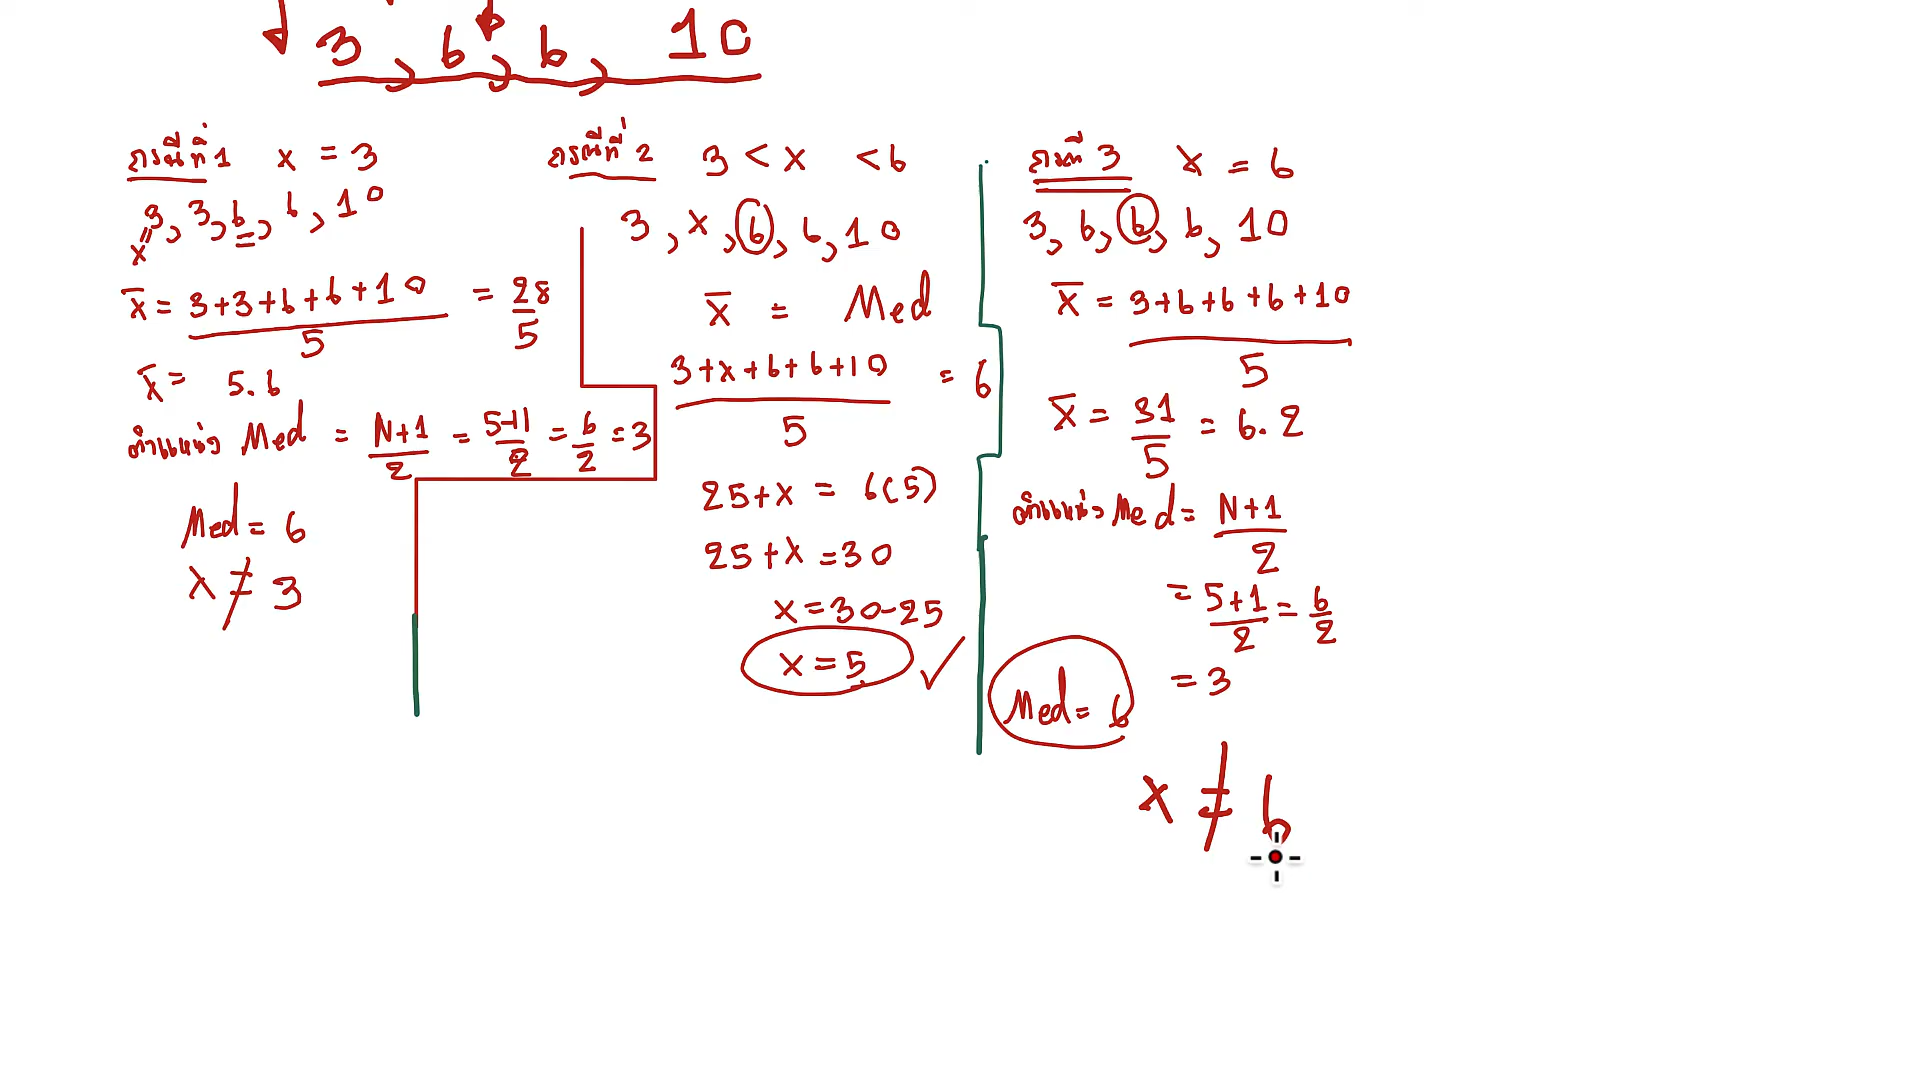 3 , 6 , 6 , 10
กรณีที่ 1 x = 3
3, 3, 6, 6, 10
x
x̄ = 3+3+6+6+10 / 5 = 28 / 5
x̄ = 5.6
ตำแหน่ง Med = N+1 / 2 = 5+1 / 2 = 6 / 2 = 3
Med = 6
x ≠ 3
กรณีที่ 2 3 < x < 6
3 , x , 6 , 6 , 10
x̄ = Med
3+x+6+6+10 / 5 = 6
25+x = 6(5)
25+x = 30
x = 30-25
x = 5 ✓
กรณีที่ 3 x = 6
3, 6, 6, 6, 10
x̄ = 3+6+6+6+10 / 5
x̄ = 31 / 5 = 6.2
ตำแหน่ง Med = N+1 / 2
= 5+1 / 2 = 6 / 2
= 3
Med = 6
x ≠ 6